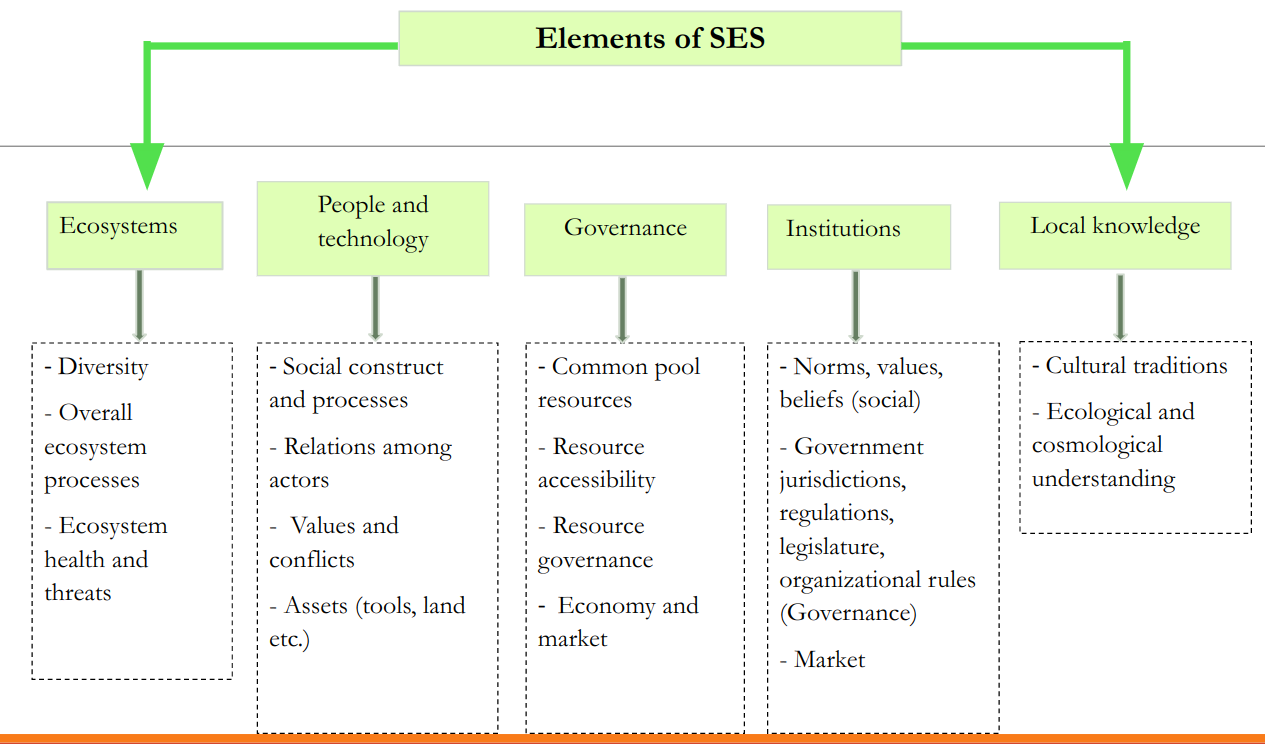 Elements of SES
Ecosystems
People and
technology
Governance
Institutions
Local knowledge
- Diversity
- Overall
ecosystem
processes
- Ecosystem
health and
threats
- Social construct
and processes
- Relations among
actors
-  Values and
conflicts
- Assets (tools, land
etc.)
- Common pool
resources
- Resource
accessibility
- Resource
governance
-  Economy and
market
- Norms, values,
beliefs (social)
- Government
jurisdictions,
regulations,
legislature,
organizational rules
(Governance)
- Market
- Cultural traditions
- Ecological and
cosmological
understanding